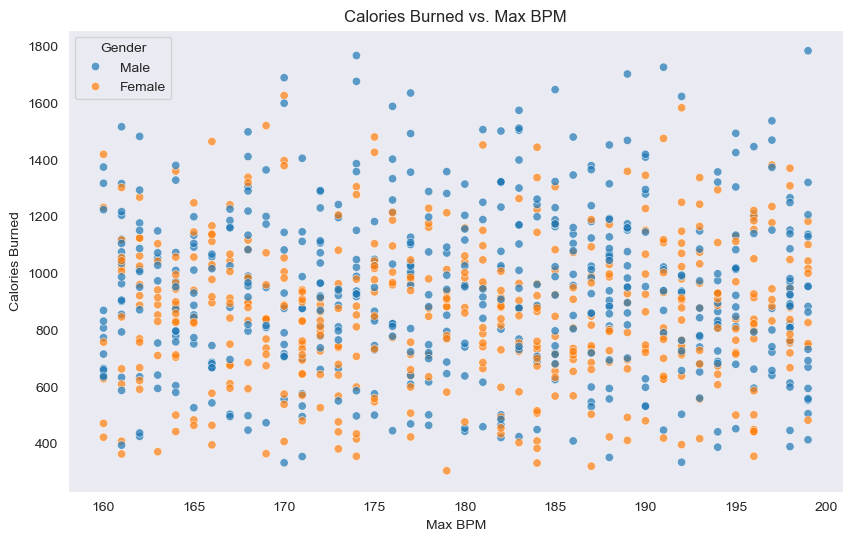 Calories Burned vs. Max BPM
Gender
Male
Female
1800
1600
1400
1200
1000
800
600
400
Calories Burned
160 165 170 175 180 185 190 195 200
Max BPM